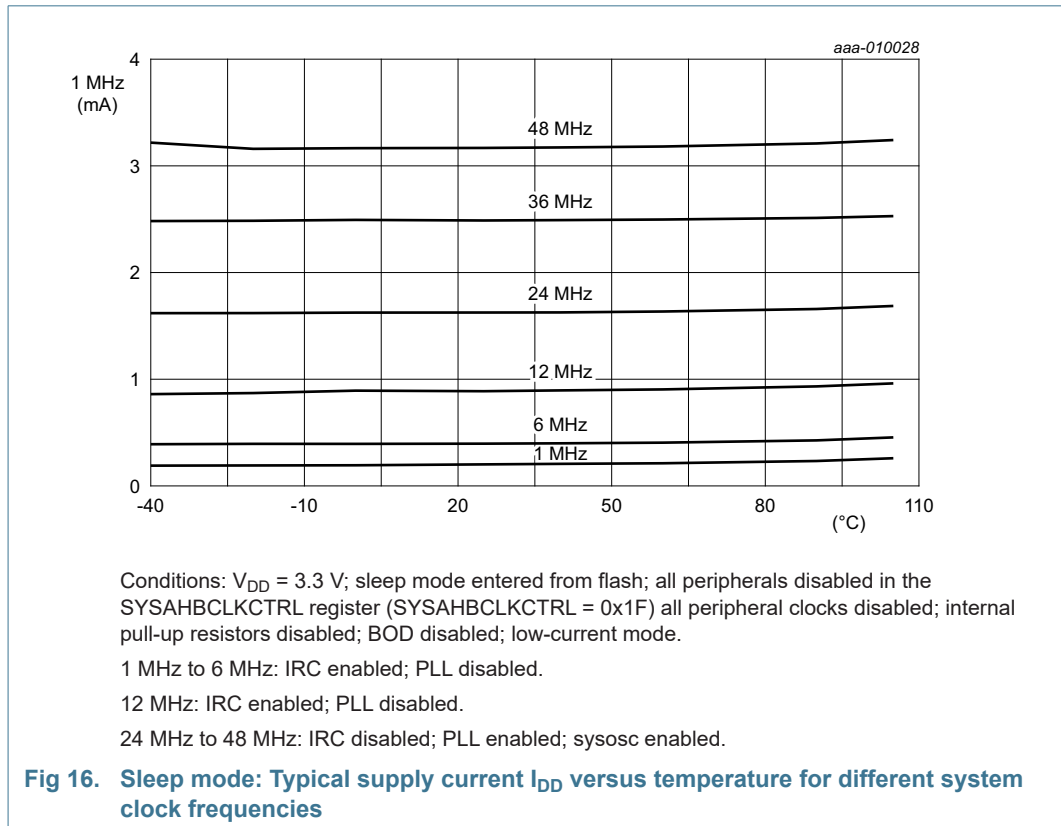 aaa-010028
4
1 MHz
(mA)
48 MHz
3
36 MHz
2
24 MHz
1
12 MHz
6 MHz
1 MHz
0
-40 -10 20 50 80 110
(°C)
Conditions: VDD = 3.3 V; sleep mode entered from flash; all peripherals disabled in the
SYSAHBCLKCTRL register (SYSAHBCLKCTRL = 0x1F) all peripheral clocks disabled; internal
pull-up resistors disabled; BOD disabled; low-current mode.
1 MHz to 6 MHz: IRC enabled; PLL disabled.
12 MHz: IRC enabled; PLL disabled.
24 MHz to 48 MHz: IRC disabled; PLL enabled; sysosc enabled.
Fig 16. Sleep mode: Typical supply current IDD versus temperature for different system
clock frequencies